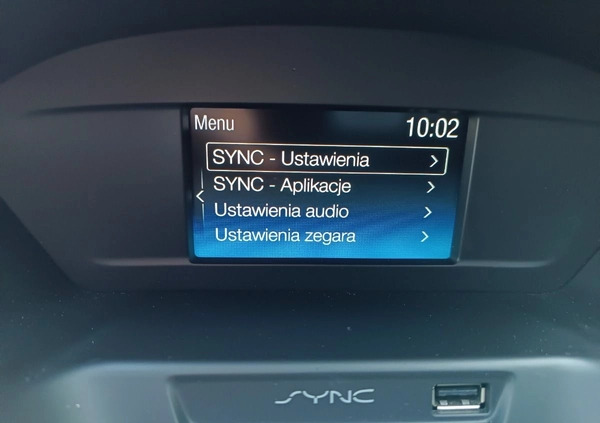 Menu 10:02
SYNC - Ustawienia
SYNC - Aplikacje
Ustawienia audio
Ustawienia zegara
SYNC